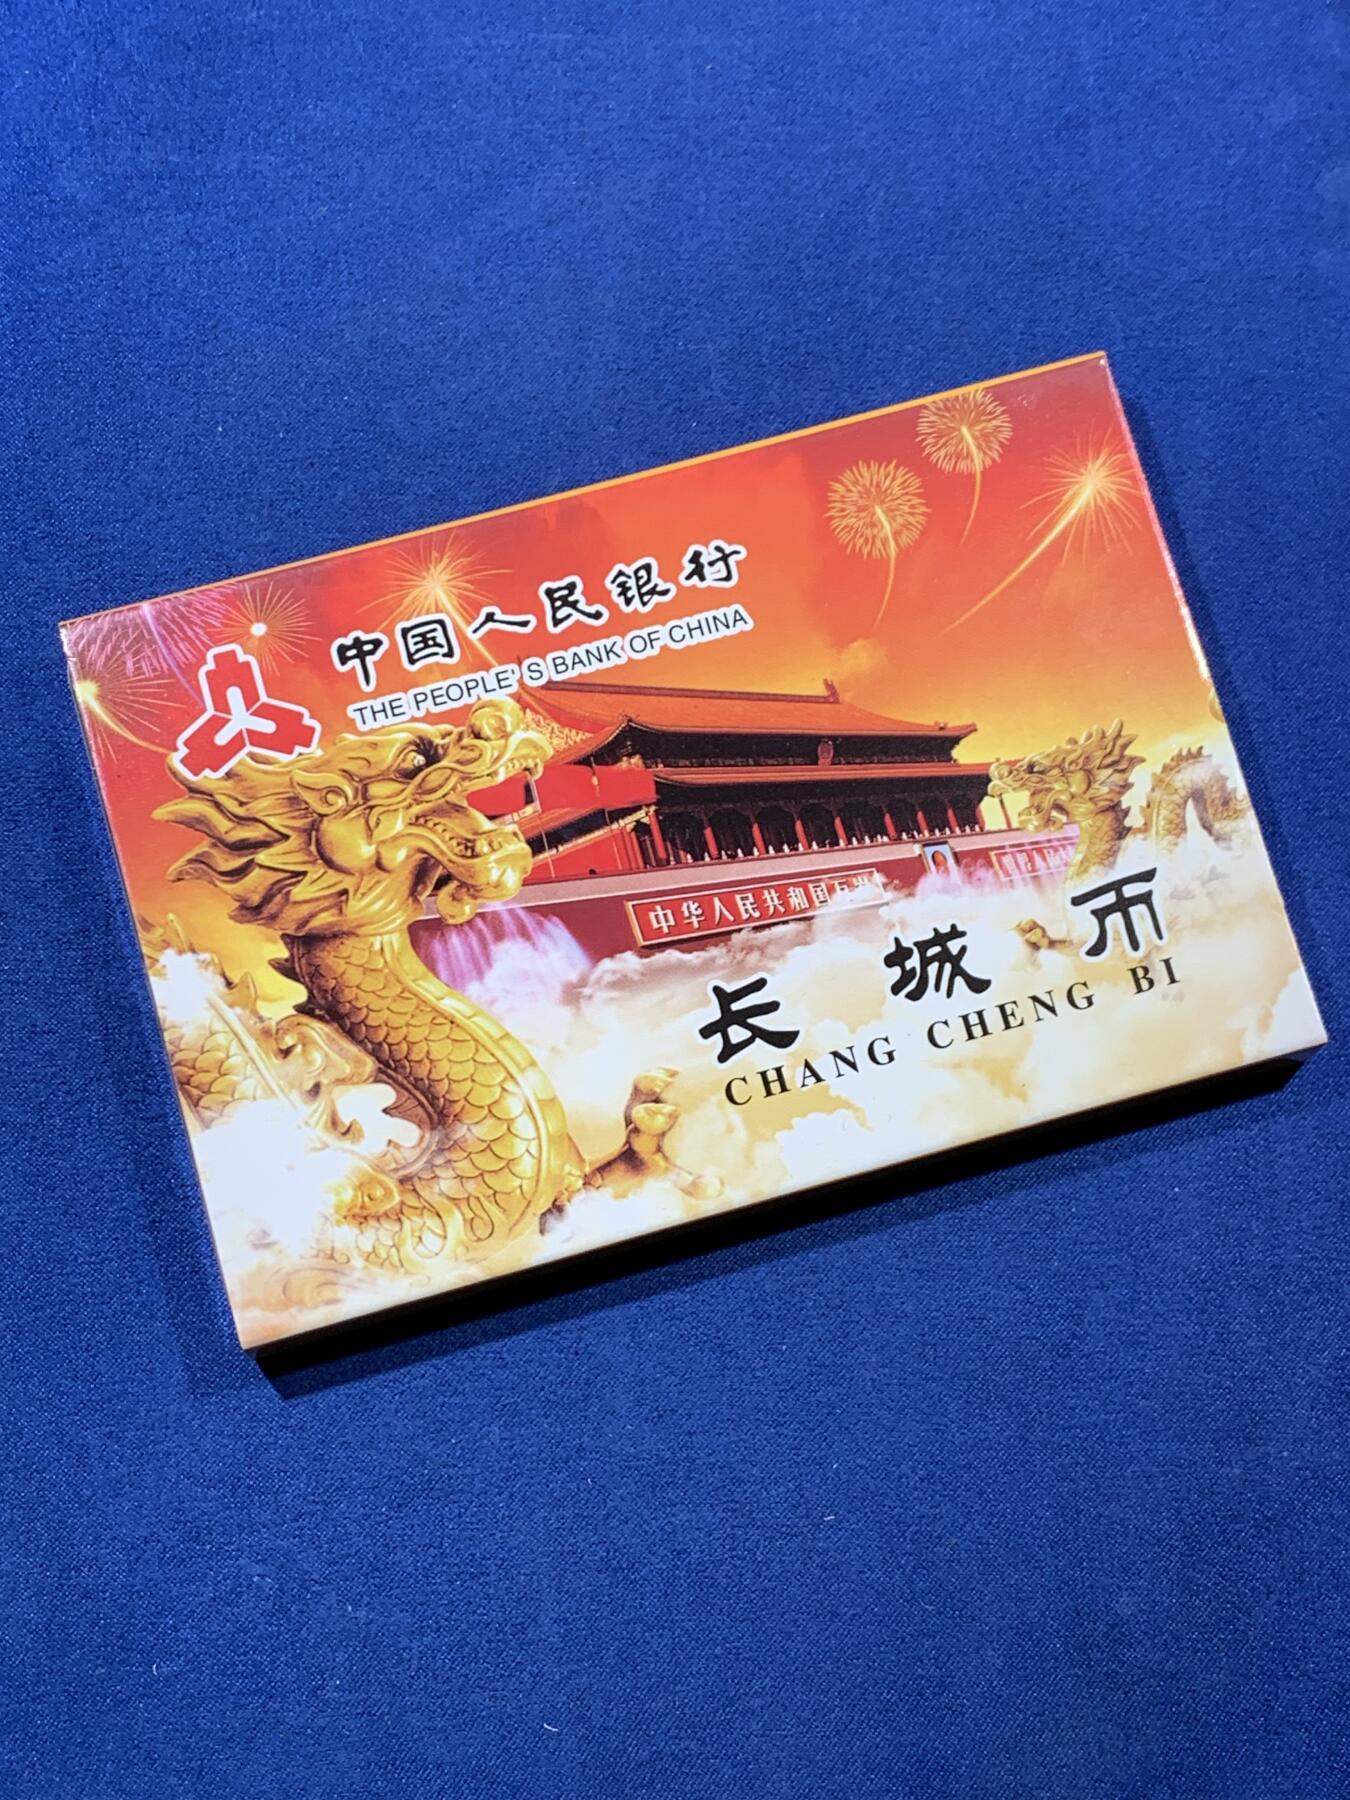 中国人民银行
THE PEOPLE' S BANK OF CHINA
中华人民共和国万岁
长城币
CHANG CHENG BI